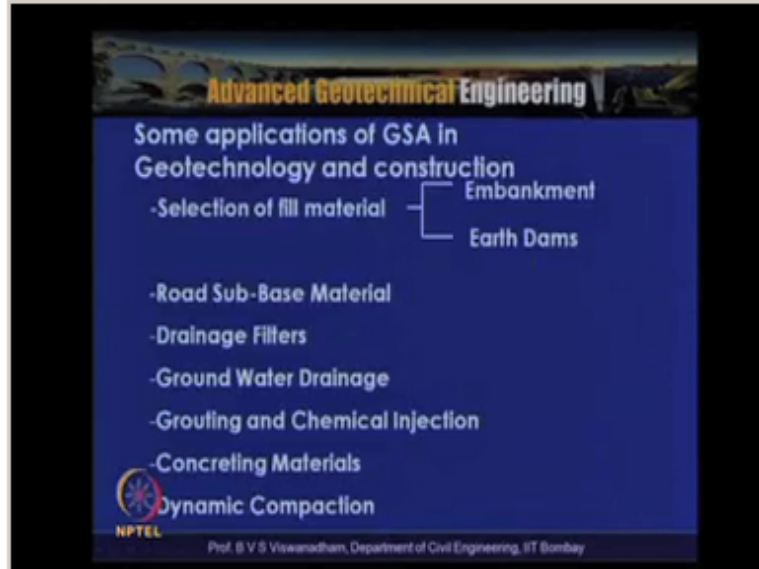 Advanced Geotechnical Engineering
Some applications of GSA in
Geotechnology and construction
-Selection of fill material
Embankment
Earth Dams
-Road Sub-Base Material
-Drainage Filters
-Ground Water Drainage
-Grouting and Chemical Injection
-Concreting Materials
-Dynamic Compaction
NPTEL
Prof. B V S Viswanadham, Department of Civil Engineering, IIT Bombay